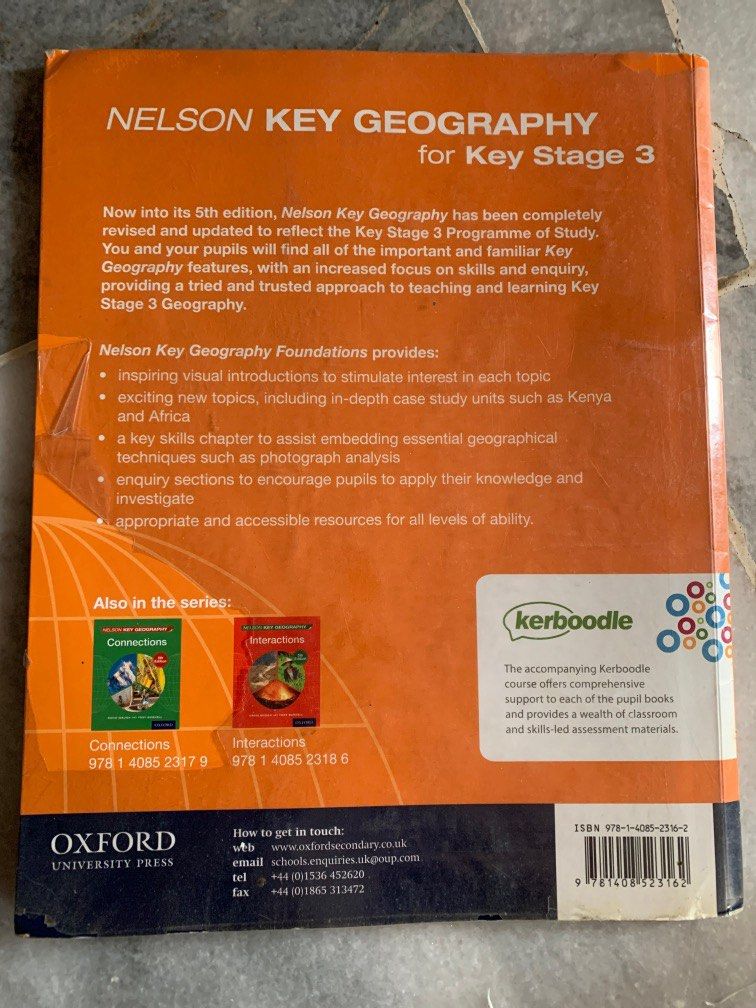 NELSON KEY GEOGRAPHY
for Key Stage 3
Now into its 5th edition, Nelson Key Geography has been completely
revised and updated to reflect the Key Stage 3 Programme of Study.
You and your pupils will find all of the important and familiar Key
Geography features, with an increased focus on skills and enquiry,
providing a tried and trusted approach to teaching and learning Key
Stage 3 Geography.
Nelson Key Geography Foundations provides:
• inspiring visual introductions to stimulate interest in each topic
• exciting new topics, including in-depth case study units such as Kenya
and Africa
• a key skills chapter to assist embedding essential geographical
techniques such as photograph analysis
• enquiry sections to encourage pupils to apply their knowledge and
investigate
• appropriate and accessible resources for all levels of ability.
Also in the series:
NELSON KEY GEOGRAPHY
Connections
5th Edition
OXFORD
Connections
978 1 4085 2317 9
NELSON KEY GEOGRAPHY
Interactions
5th Edition
OXFORD
Interactions
978 1 4085 2318 6
kerboodle
The accompanying Kerboodle
course offers comprehensive
support to each of the pupil books
and provides a wealth of classroom
and skills-led assessment materials.
OXFORD
UNIVERSITY PRESS
How to get in touch:
web www.oxfordsecondary.co.uk
email schools.enquiries.uk@oup.com
tel +44 (0)1536 452620
fax +44 (0)1865 313472
ISBN 978-1-4085-2316-2
9 781408 523162